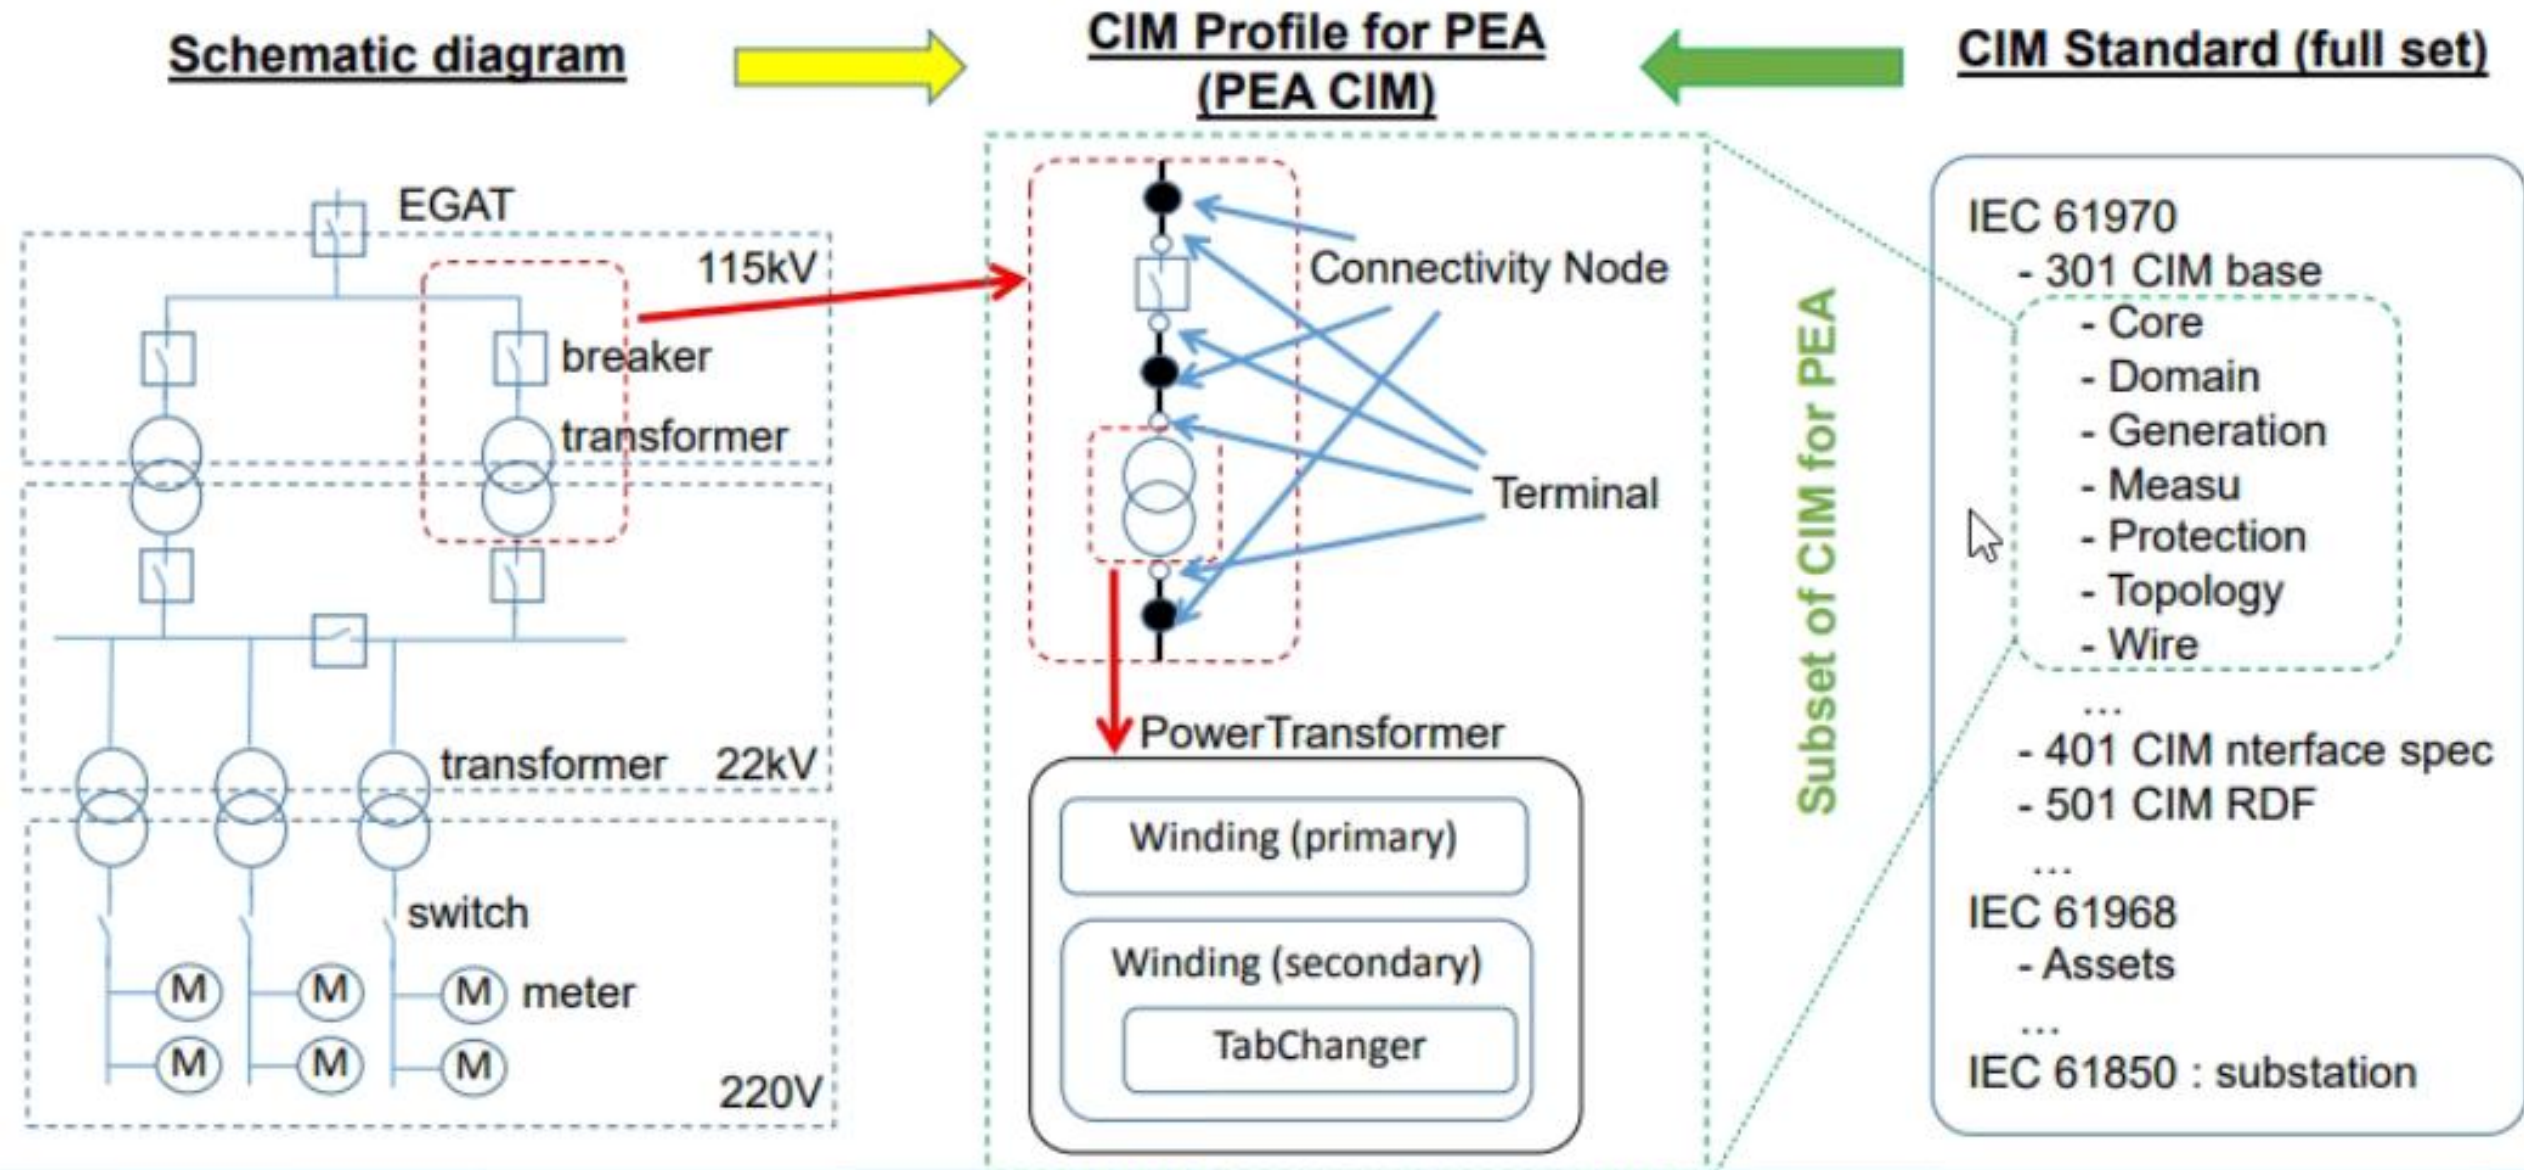 Schematic diagram
CIM Profile for PEA
(PEA CIM)
CIM Standard (full set)
EGAT
115kV
breaker
transformer
transformer
22kV
switch
M
M
M
meter
M
M
M
220V
Connectivity Node
Terminal
PowerTransformer
Winding (primary)
Winding (secondary)
TabChanger
Subset of CIM for PEA
IEC 61970
- 301 CIM base
- Core
- Domain
- Generation
- Measu
- Protection
- Topology
- Wire
...
- 401 CIM nterface spec
- 501 CIM RDF
...
IEC 61968
- Assets
...
IEC 61850 : substation